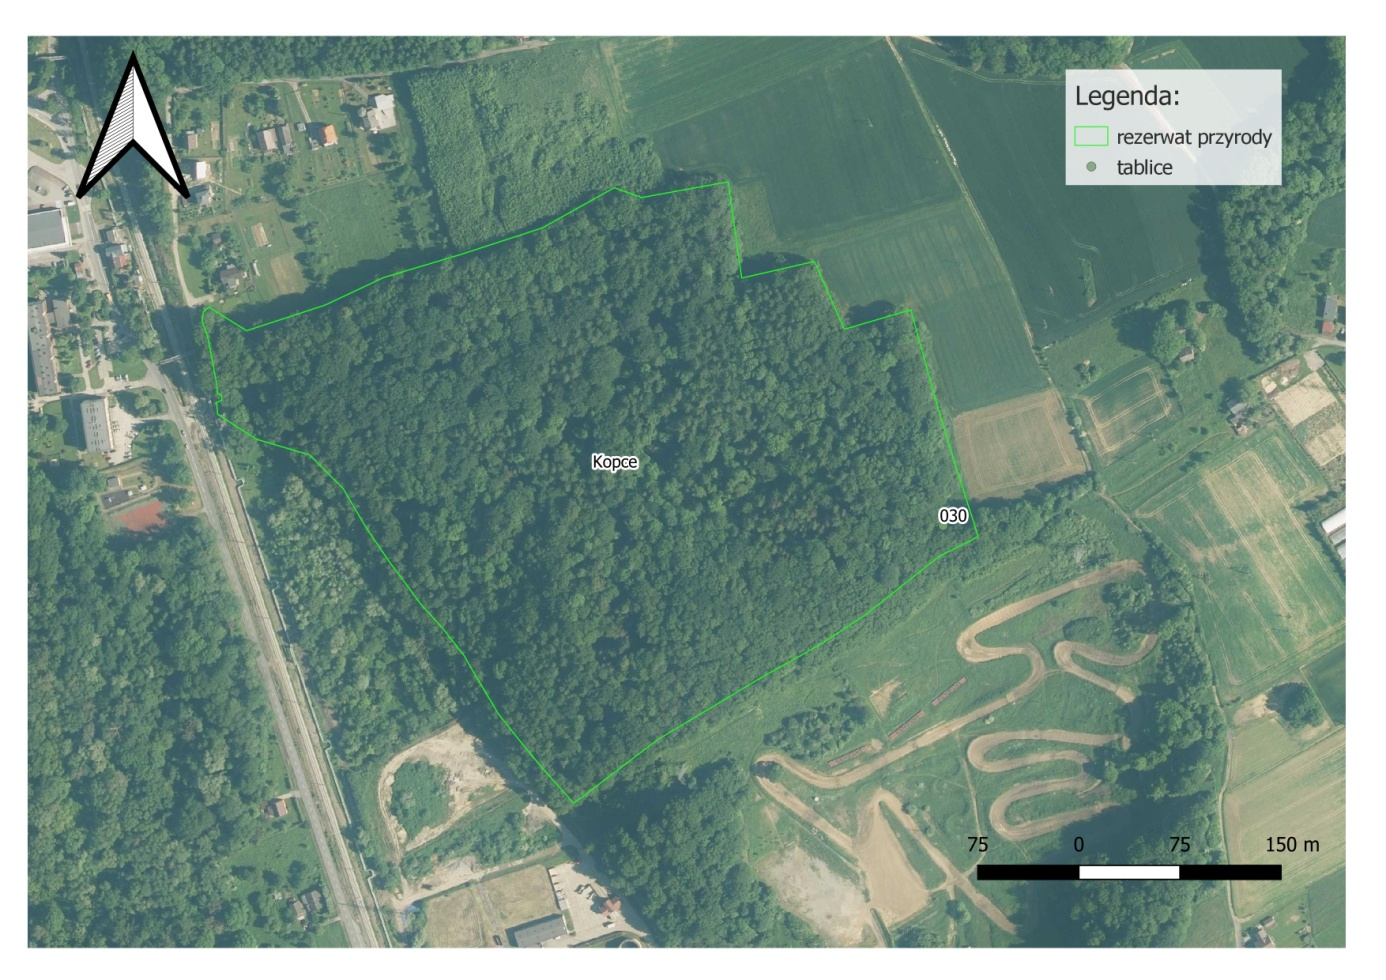 Legenda:
rezerwat przyrody
tablice
Kopce
030
75 0 75 150 m